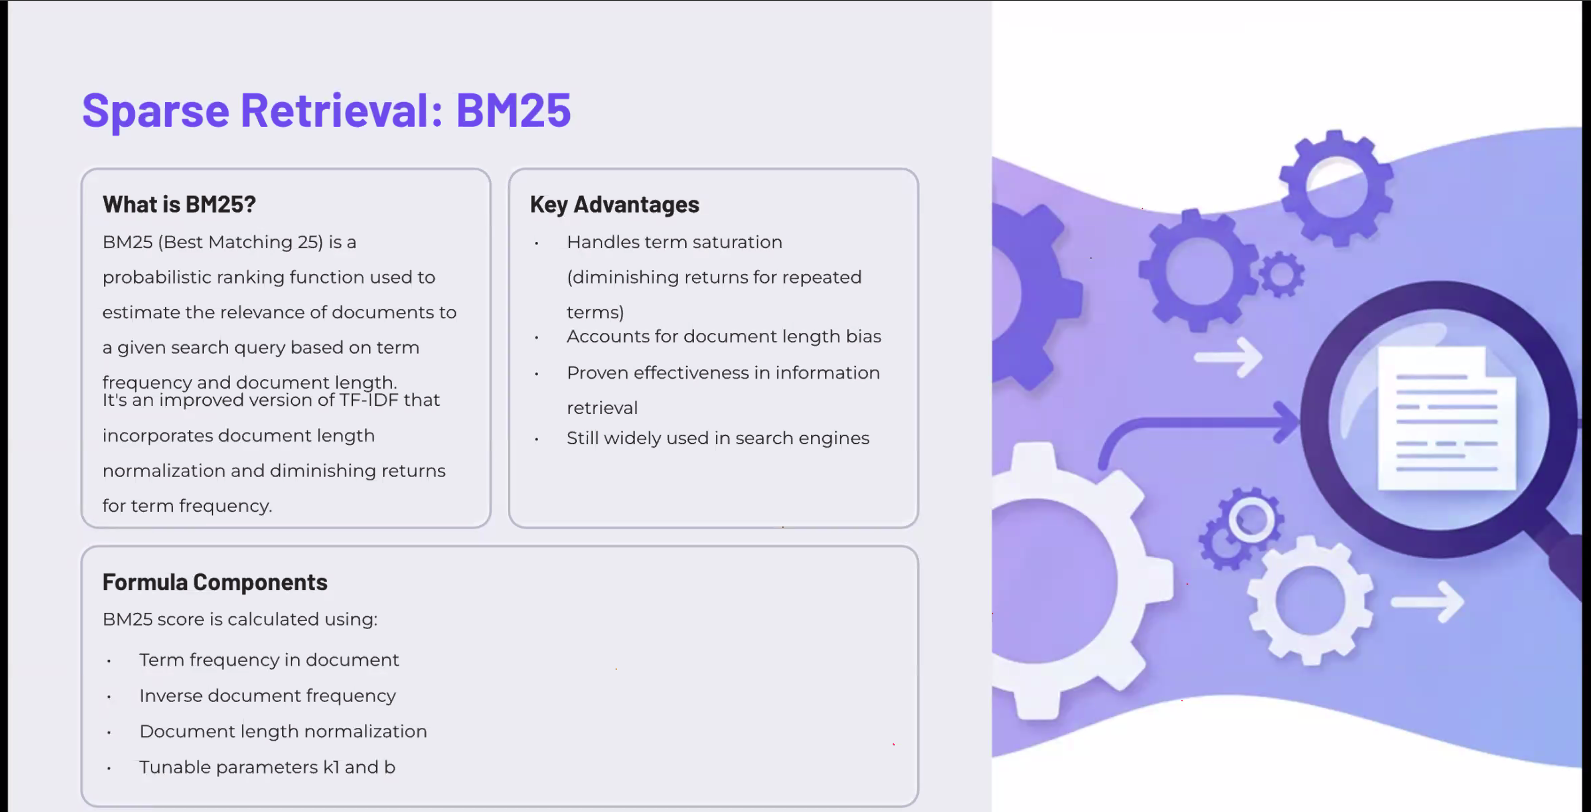 Sparse Retrieval: BM25
What is BM25?
BM25 (Best Matching 25) is a
probabilistic ranking function used to
estimate the relevance of documents to
a given search query based on term
frequency and document length.
It's an improved version of TF-IDF that
incorporates document length
normalization and diminishing returns
for term frequency.
Key Advantages
• Handles term saturation
(diminishing returns for repeated
terms)
• Accounts for document length bias
• Proven effectiveness in information
retrieval
• Still widely used in search engines
Formula Components
BM25 score is calculated using:
• Term frequency in document
• Inverse document frequency
• Document length normalization
• Tunable parameters k1 and b